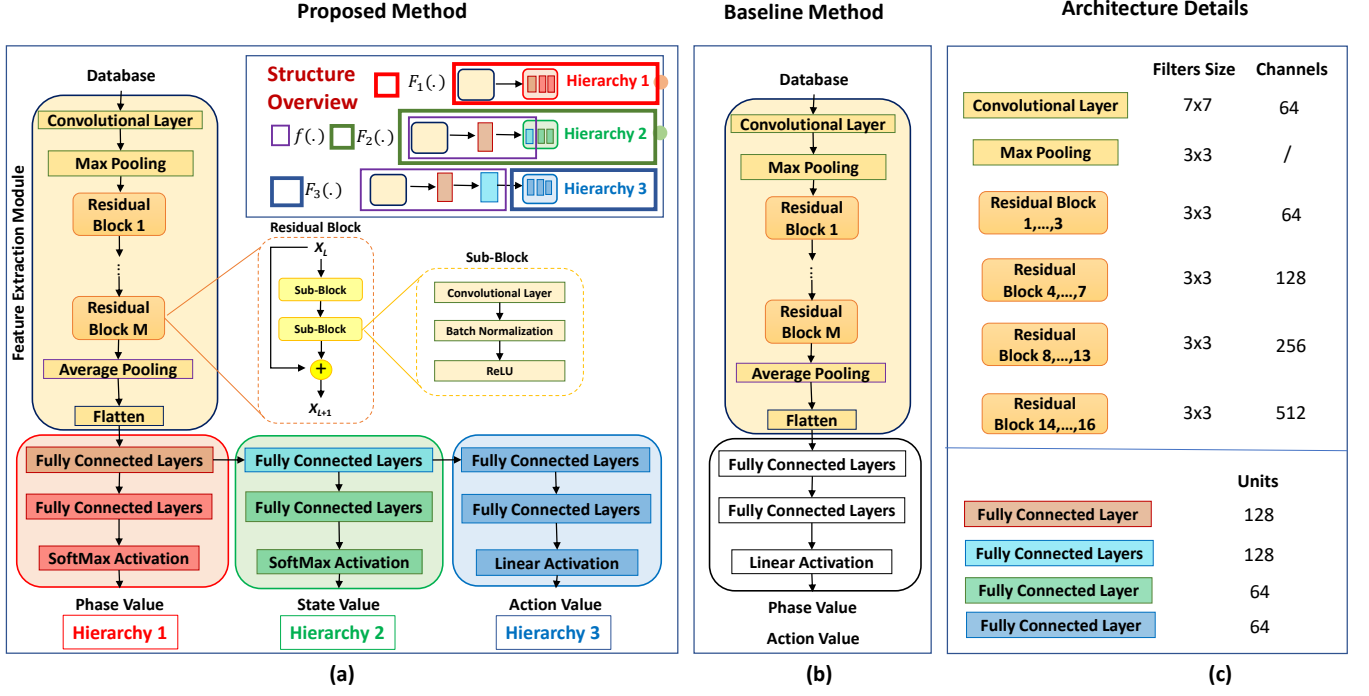 Proposed Method
Database
Feature Extraction Module
Convolutional Layer
Max Pooling
Residual
Block 1
...
Residual
Block M
Average Pooling
Flatten
Structure
Overview
F₁(.)
Hierarchy 1
f(.)
F₂(.)
Hierarchy 2
F₃(.)
Hierarchy 3
Residual Block
X_L
Sub-Block
Sub-Block
+
X_{L+1}
Sub-Block
Convolutional Layer
Batch Normalization
ReLU
Fully Connected Layers
Fully Connected Layers
SoftMax Activation
Phase Value
Hierarchy 1
Fully Connected Layers
Fully Connected Layers
SoftMax Activation
State Value
Hierarchy 2
Fully Connected Layers
Fully Connected Layers
Linear Activation
Action Value
Hierarchy 3
(a)
Baseline Method
Database
Convolutional Layer
Max Pooling
Residual
Block 1
...
Residual
Block M
Average Pooling
Flatten
Fully Connected Layers
Fully Connected Layers
Linear Activation
Phase Value
Action Value
(b)
Architecture Details
Filters Size Channels
Convolutional Layer 7x7 64
Max Pooling 3x3 /
Residual Block
1,...,3 3x3 64
Residual
Block 4,...,7 3x3 128
Residual
Block 8,...,13 3x3 256
Residual
Block 14,...,16 3x3 512
Units
Fully Connected Layer 128
Fully Connected Layers 128
Fully Connected Layer 64
Fully Connected Layer 64
(c)